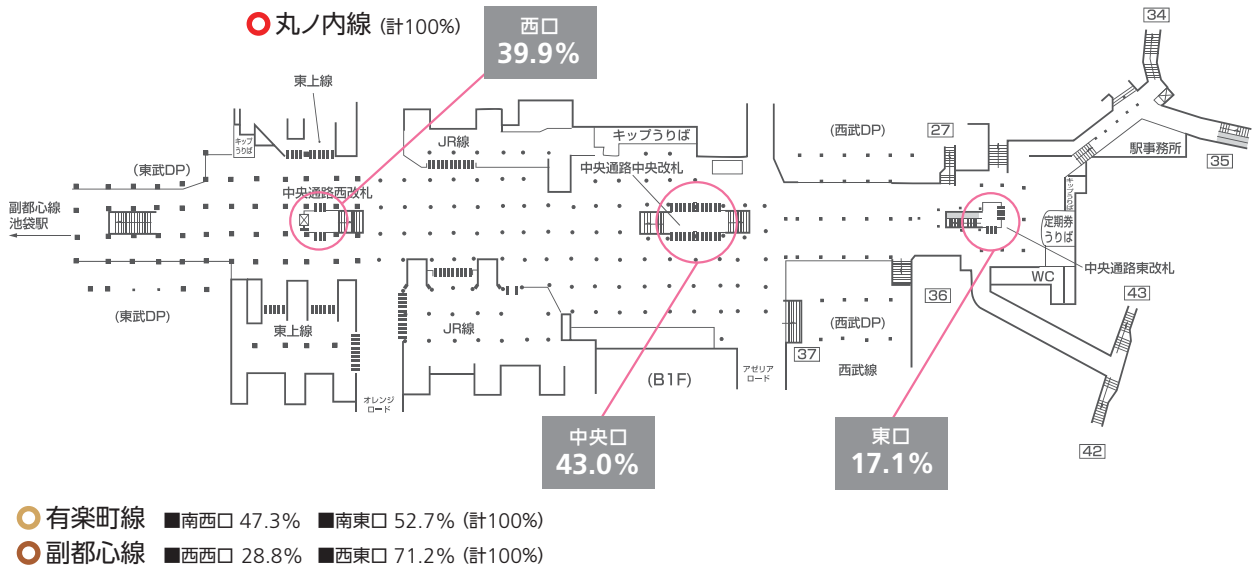 丸ノ内線 (計100%)
西口
39.9%
34
東上線
キップ
うりば
JR線
キップうりば
(西武DP)
27
駅事務所
35
(東武DP)
中央通路西改札
中央通路中央改札
キップうりば
副都心線
池袋駅
定期券
うりば
中央通路東改札
WC
36
43
(東武DP)
東上線
JR線
(西武DP)
37
西武線
(B1F)
アゼリア
ロード
オレンジ
ロード
中央口
43.0%
東口
17.1%
42
有楽町線 ■南西口 47.3% ■南東口 52.7% (計100%)
副都心線 ■西西口 28.8% ■西東口 71.2% (計100%)